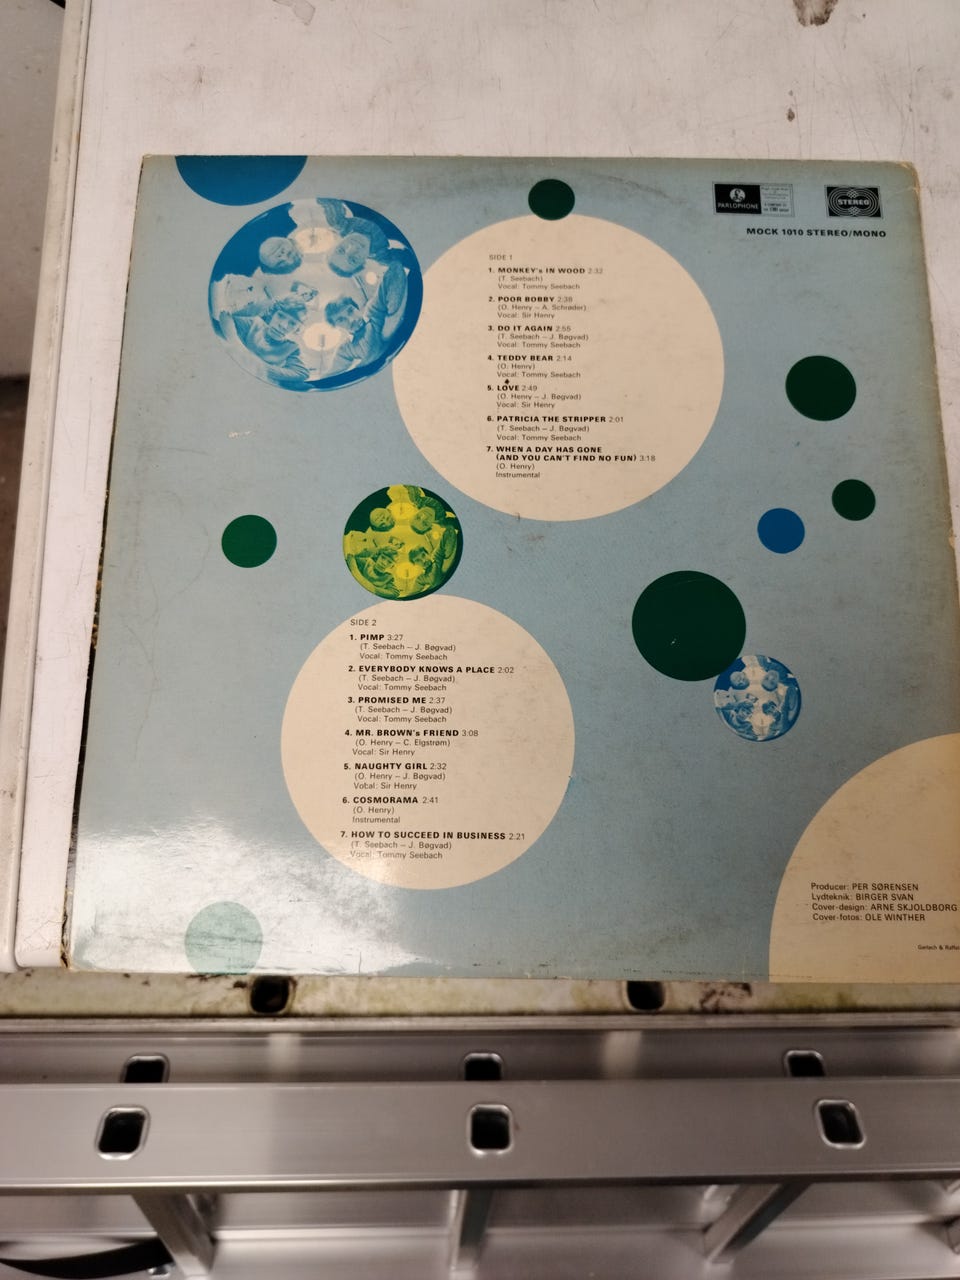 PARLOPHONE
STEREO
MOCK 1010 STEREO/MONO
SIDE 1
1. MONKEY's IN WOOD 2:32
(T. Seebach)
Vocal: Tommy Seebach
2. POOR BOBBY 2:38
(O. Henry – A. Schrøder)
Vocal: Sir Henry
3. DO IT AGAIN 2:55
(T. Seebach – J. Bøgvad)
Vocal: Tommy Seebach
4. TEDDY BEAR 2:14
(O. Henry)
Vocal: Tommy Seebach
5. LOVE 2:49
(O. Henry – J. Bøgvad)
Vocal: Sir Henry
6. PATRICIA THE STRIPPER 2:01
(T. Seebach – J. Bøgvad)
Vocal: Tommy Seebach
7. WHEN A DAY HAS GONE
(AND YOU CAN'T FIND NO FUN) 3.18
(O. Henry)
Instrumental
SIDE 2
1. PIMP 3:27
(T. Seebach – J. Bøgvad)
Vocal: Tommy Seebach
2. EVERYBODY KNOWS A PLACE 2:02
(T. Seebach – J. Bøgvad)
Vocal: Tommy Seebach
3. PROMISED ME 2:37
(T. Seebach – J. Bøgvad)
Vocal: Tommy Seebach
4. MR. BROWN's FRIEND 3:08
(O. Henry – C. Elgstrøm)
Vocal: Sir Henry
5. NAUGHTY GIRL 2:32
(O. Henry – J. Bøgvad)
Vocal: Sir Henry
6. COSMORAMA 2:41
(O. Henry)
Instrumental
7. HOW TO SUCCEED IN BUSINESS 2:21
(T. Seebach – J. Bøgvad)
Vocal: Tommy Seebach
Producer: PER SØRENSEN
Lydteknik: BIRGER SVAN
Cover-design: ARNE SKJOLDBORG
Cover-fotos: OLE WINTHER
Gerlach &